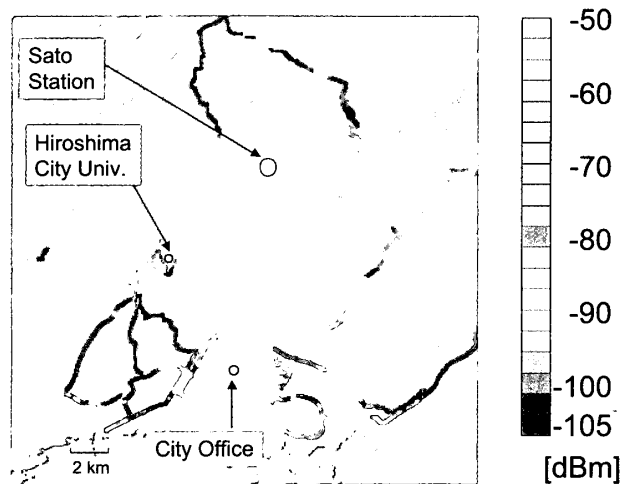 Sato
Station
Hiroshima
City Univ.
City Office
2 km
-50
-60
-70
-80
-90
-100
-105
[dBm]